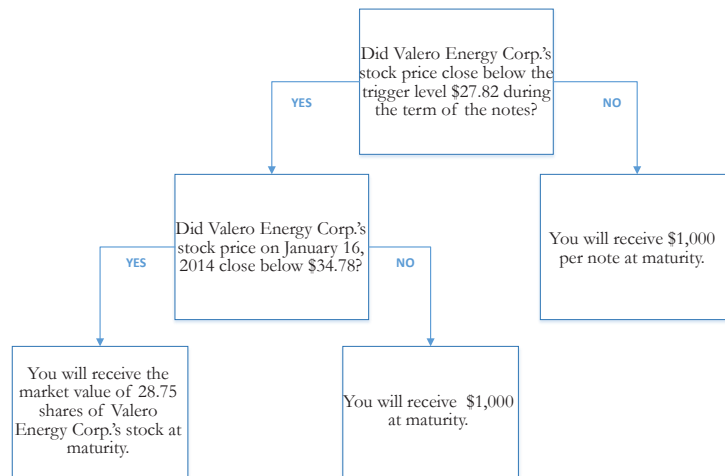 Did Valero Energy Corp.'s
stock price close below the
trigger level $27.82 during
the term of the notes?
YES
NO
Did Valero Energy Corp.'s
stock price on January 16,
2014 close below $34.78?
You will receive $1,000
per note at maturity.
YES
NO
You will receive the
market value of 28.75
shares of Valero
Energy Corp.'s stock at
maturity.
You will receive $1,000
at maturity.